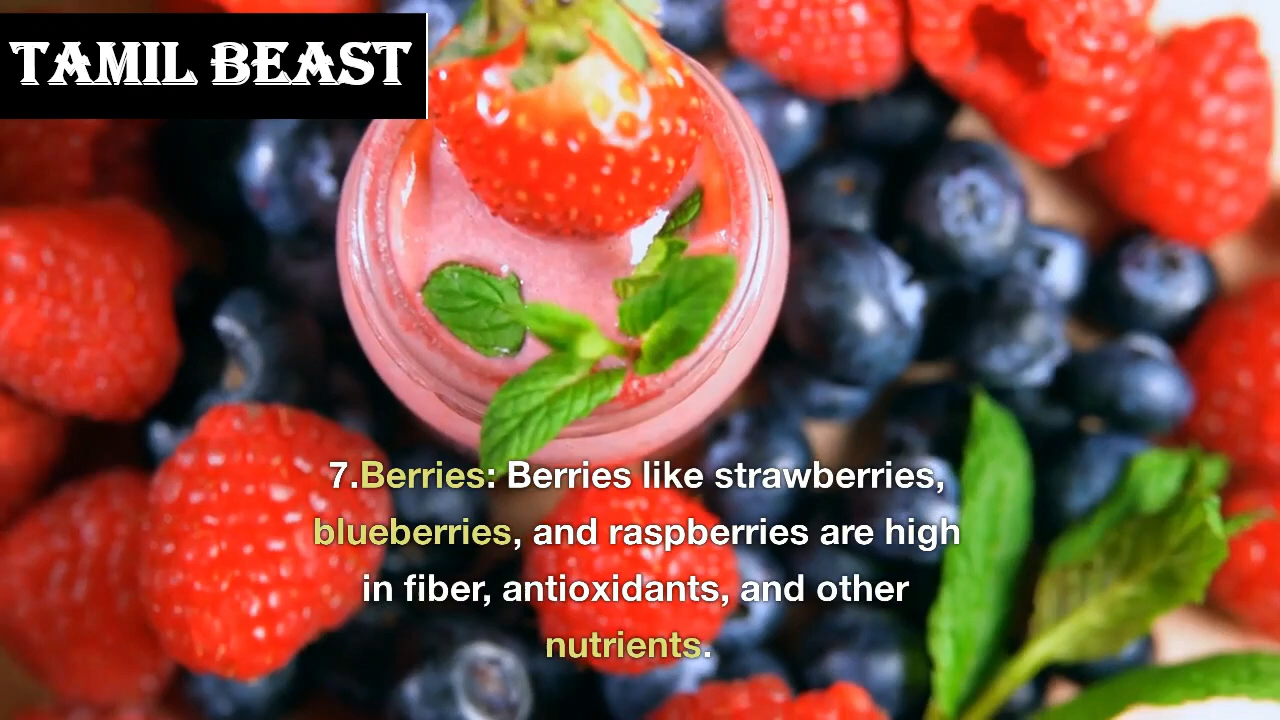 TAMIL BEAST
7.Berries: Berries like strawberries,
blueberries, and raspberries are high
in fiber, antioxidants, and other
nutrients.